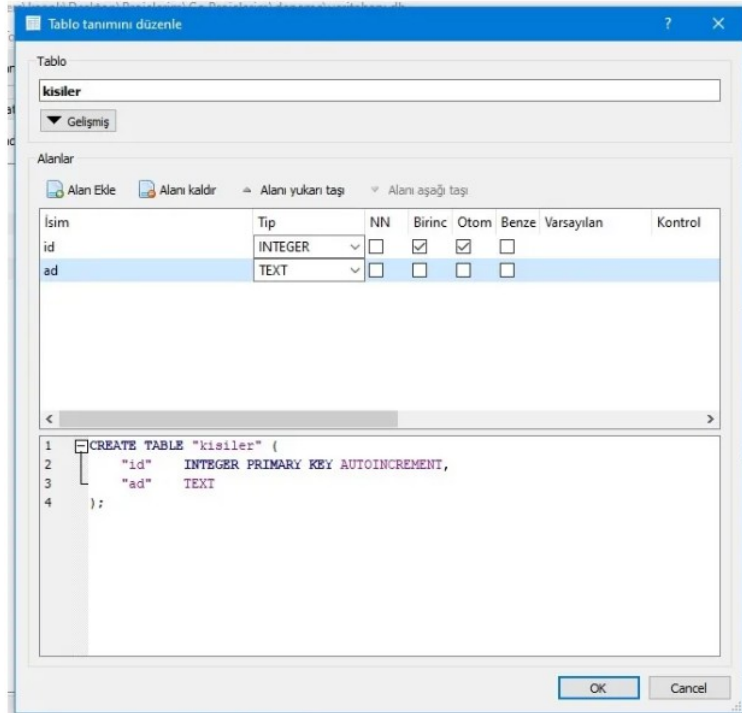 Tablo tanımını düzenle ? ×
Tablo
kisiler
Gelişmiş
Alanlar
Alan Ekle Alanı kaldır Alanı yukarı taşı Alanı aşağı taşı
İsim Tip NN Birinc Otom Benze Varsayılan Kontrol
id INTEGER
ad TEXT
1 CREATE TABLE "kisiler" (
2 "id" INTEGER PRIMARY KEY AUTOINCREMENT,
3 "ad" TEXT
4 );
OK Cancel